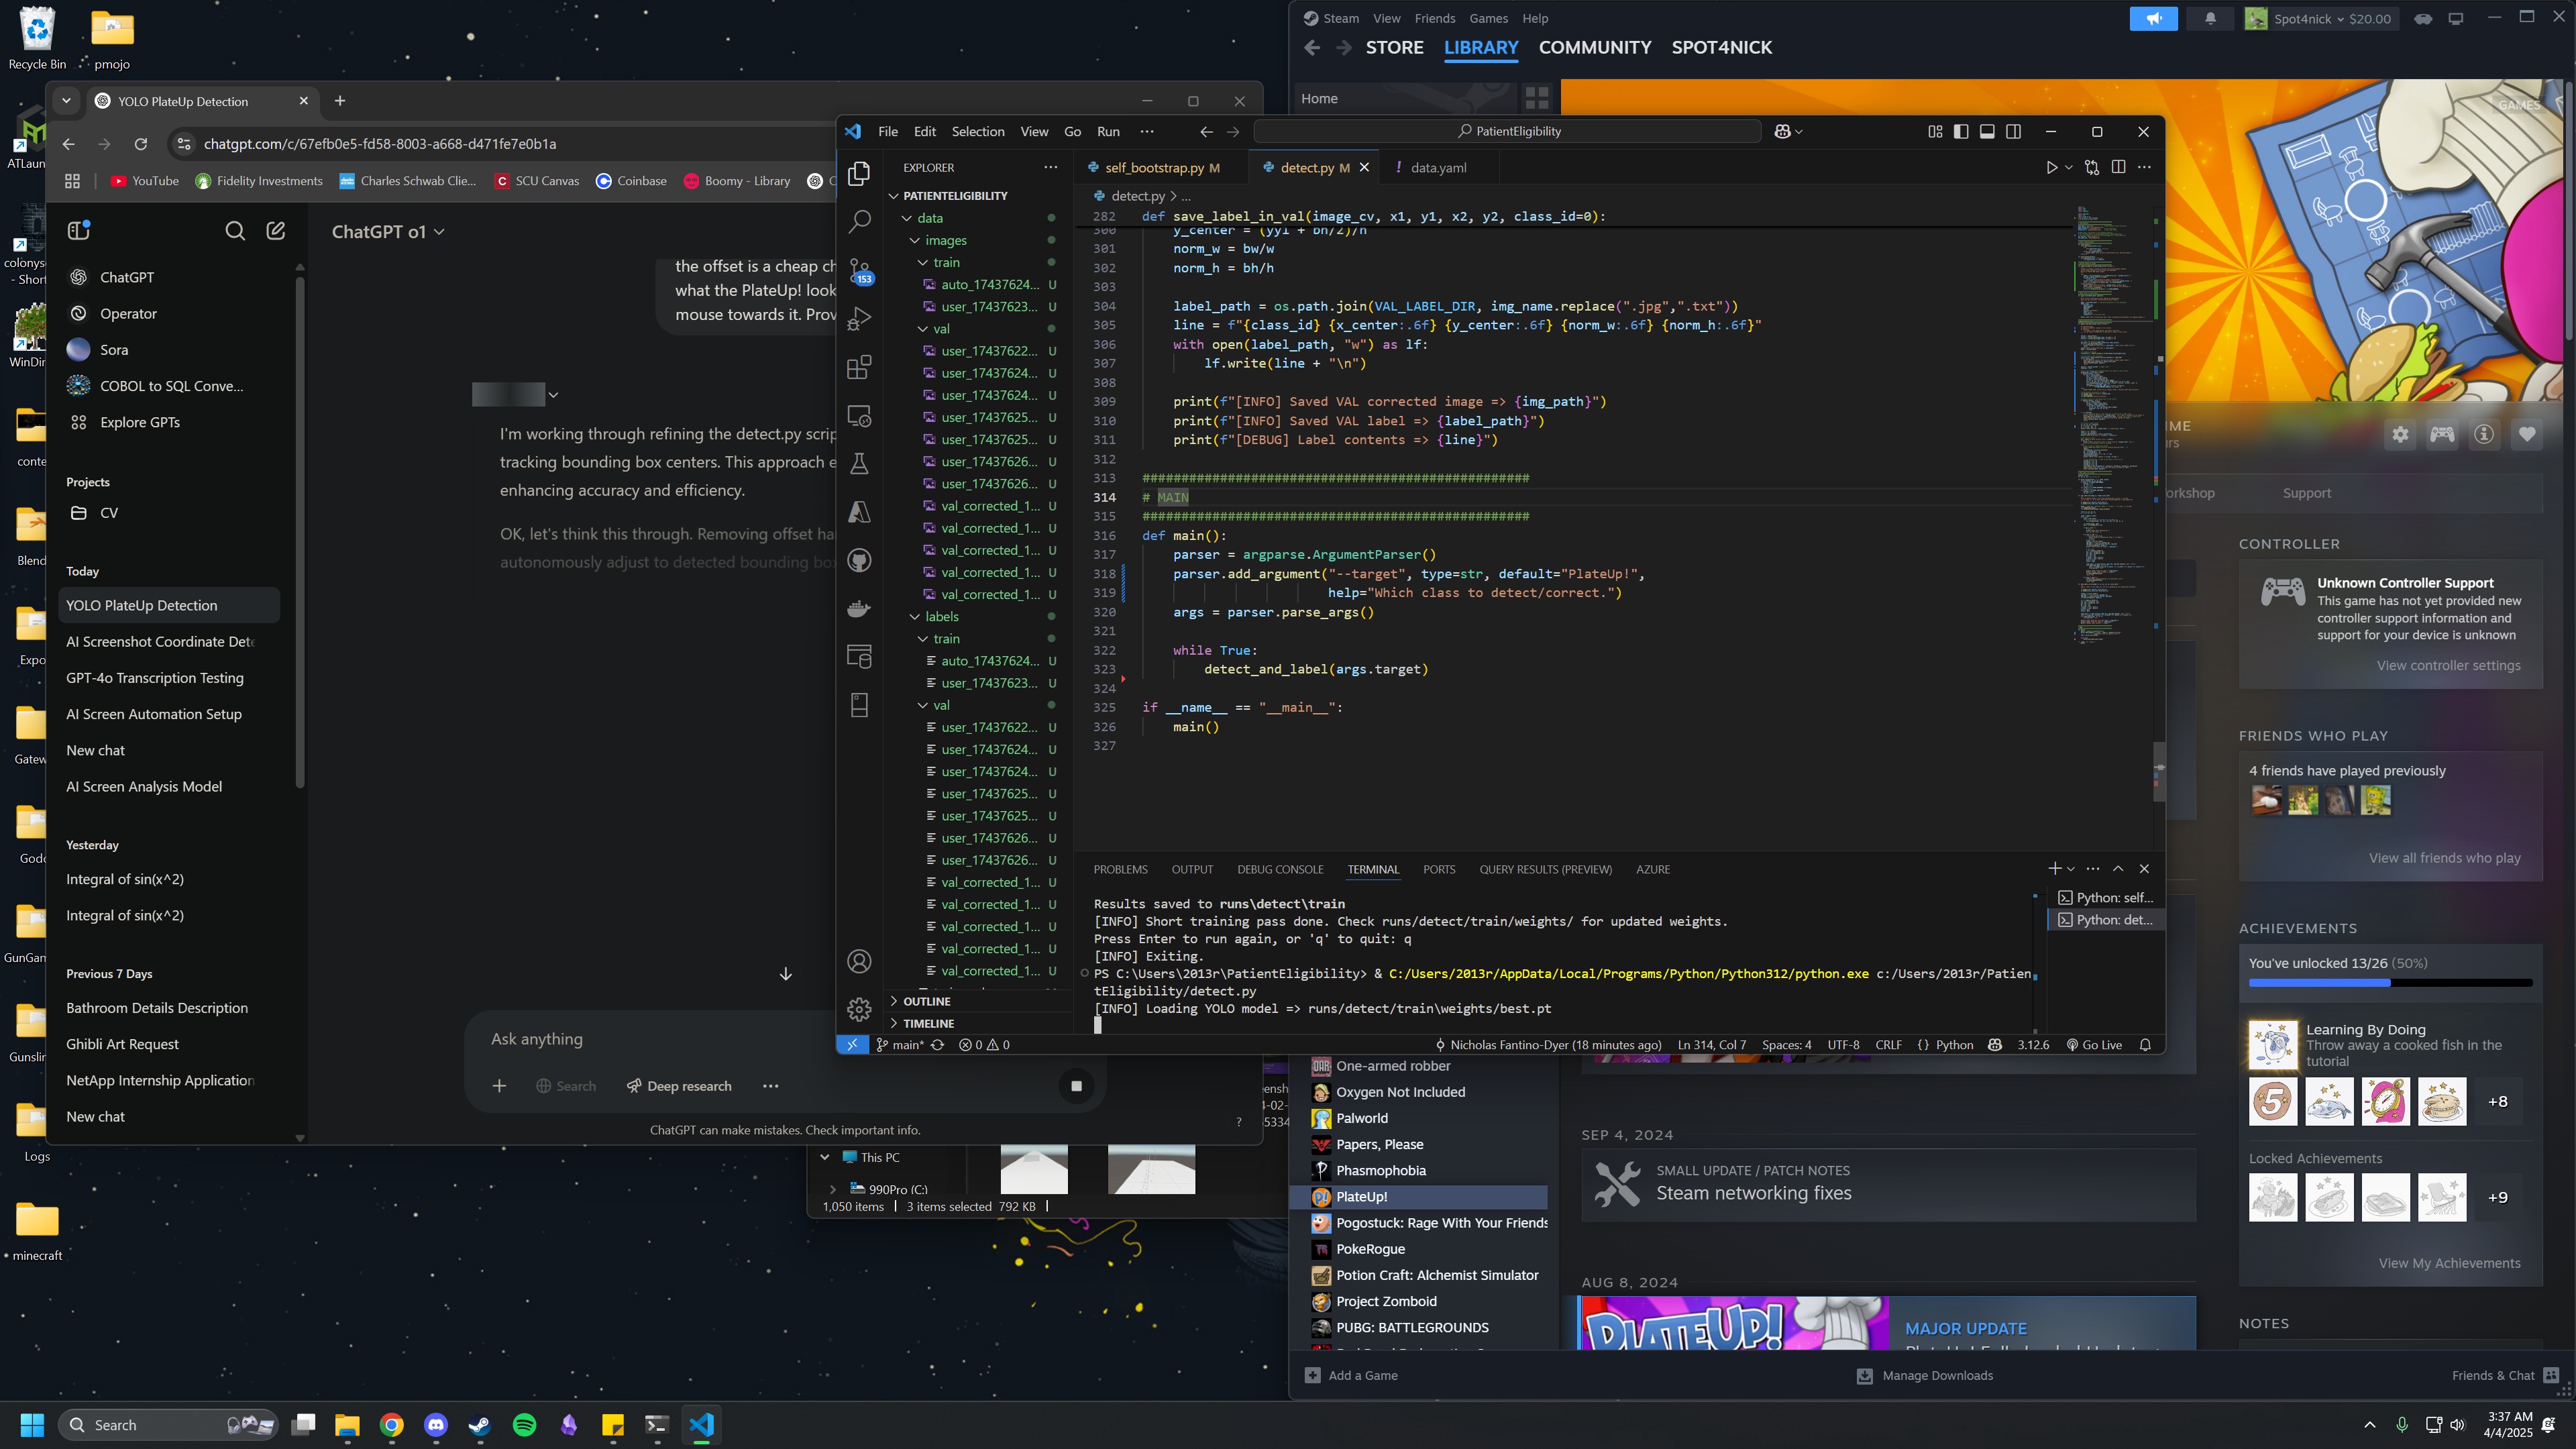 Recycle Bin
pmojo
ATLaun
colonys
- Short
WinDir
conte
Blend
Expo
Gatew
GunGam
Gunslin
Logs
minecraft
YOLO PlateUp Detection
chatgpt.com/c/67efb0e5-fd58-8003-a668-d471fe7e0b1a
YouTube
Fidelity Investments
Charles Schwab Clie...
SCU Canvas
Coinbase
Boomy - Library
ChatGPT
Operator
Sora
COBOL to SQL Conve...
Explore GPTs
Projects
CV
Today
YOLO PlateUp Detection
AI Screenshot Coordinate Dete
GPT-4o Transcription Testing
AI Screen Automation Setup
New chat
AI Screen Analysis Model
Yesterday
Integral of sin(x^2)
Integral of sin(x^2)
Previous 7 Days
Bathroom Details Description
Ghibli Art Request
NetApp Internship Application
New chat
ChatGPT o1
the offset is a cheap ch
what the PlateUp! look
mouse towards it. Prov
I'm working through refining the detect.py scrip
tracking bounding box centers. This approach e
enhancing accuracy and efficiency.
OK, let's think this through. Removing offset ha
autonomously adjust to detected bounding bo
Ask anything
Search
Deep research
ChatGPT can make mistakes. Check important info.
?
This PC
990Pro (C:)
1,050 items
3 items selected 792 KB
File Edit Selection View Go Run ...
PatientEligibility
EXPLORER
PATIENTELIGIBILITY
data
images
train
auto_17437624... U
user_17437623... U
val
user_17437622... U
user_17437624... U
user_17437624... U
user_17437625... U
user_17437625... U
user_17437626... U
user_17437626... U
val_corrected_1... U
val_corrected_1... U
val_corrected_1... U
val_corrected_1... U
val_corrected_1... U
labels
train
auto_17437624... U
user_17437623... U
val
user_17437622... U
user_17437624... U
user_17437624... U
user_17437625... U
user_17437625... U
user_17437626... U
user_17437626... U
val_corrected_1... U
val_corrected_1... U
val_corrected_1... U
val_corrected_1... U
val_corrected_1... U
OUTLINE
TIMELINE
153
self_bootstrap.py M
detect.py M
! data.yaml
detect.py > ...
282 def save_label_in_val(image_cv, x1, y1, x2, y2, class_id=0):
300 y_center = (yy1 + bh/2)/h
301 norm_w = bw/w
302 norm_h = bh/h
303
304 label_path = os.path.join(VAL_LABEL_DIR, img_name.replace(".jpg",".txt"))
305 line = f"{class_id} {x_center:.6f} {y_center:.6f} {norm_w:.6f} {norm_h:.6f}"
306 with open(label_path, "w") as lf:
307 lf.write(line + "\n")
308
309 print(f"[INFO] Saved VAL corrected image => {img_path}")
310 print(f"[INFO] Saved VAL label => {label_path}")
311 print(f"[DEBUG] Label contents => {line}")
312
313 ##################################################
314 # MAIN
315 ##################################################
316 def main():
317 parser = argparse.ArgumentParser()
318 parser.add_argument("--target", type=str, default="PlateUp!",
319 help="Which class to detect/correct.")
320 args = parser.parse_args()
321
322 while True:
323 detect_and_label(args.target)
324
325 if __name__ == "__main__":
326 main()
327
PROBLEMS OUTPUT DEBUG CONSOLE TERMINAL PORTS QUERY RESULTS (PREVIEW) AZURE
Results saved to runs\detect\train
[INFO] Short training pass done. Check runs/detect/train/weights/ for updated weights.
Press Enter to run again, or 'q' to quit: q
[INFO] Exiting.
PS C:\Users\2013r\PatientEligibility> & C:/Users/2013r/AppData/Local/Programs/Python/Python312/python.exe c:/Users/2013r/Patien
tEligibility/detect.py
[INFO] Loading YOLO model => runs/detect/train\weights/best.pt
Python: self...
Python: det...
main*
0 0
Nicholas Fantino-Dyer (18 minutes ago)
Ln 314, Col 7
Spaces: 4
UTF-8
CRLF
{ } Python
3.12.6
Go Live
Steam View Friends Games Help
Spot4nick
$20.00
STORE LIBRARY COMMUNITY SPOT4NICK
Home
GAMES
orkshop
Support
CONTROLLER
Unknown Controller Support
This game has not yet provided new
controller support information and
support for your device is unknown
View controller settings
FRIENDS WHO PLAY
4 friends have played previously
View all friends who play
ACHIEVEMENTS
You've unlocked 13/26 (50%)
Learning By Doing
Throw away a cooked fish in the
tutorial
5
+8
Locked Achievements
+9
View My Achievements
NOTES
One-armed robber
Oxygen Not Included
Palworld
Papers, Please
Phasmophobia
PlateUp!
Pogostuck: Rage With Your Friends
PokeRogue
Potion Craft: Alchemist Simulator
Project Zomboid
PUBG: BATTLEGROUNDS
SEP 4, 2024
SMALL UPDATE / PATCH NOTES
Steam networking fixes
AUG 8, 2024
PLATEUP!
MAJOR UPDATE
Add a Game
Manage Downloads
Friends & Chat
Search
3:37 AM
4/4/2025